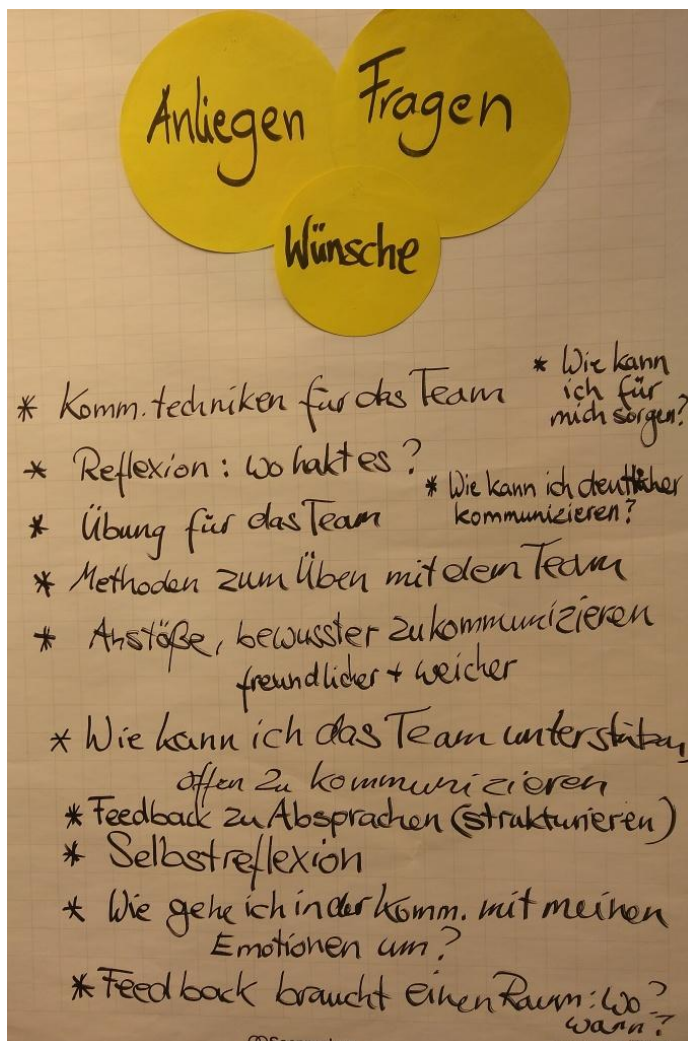 Anliegen
Fragen
Wünsche
* Komm.techniken für das Team
* Wie kann
ich für
mich sorgen?
* Reflexion: wo hakt es?
* Wie kann ich deutlicher
kommunizieren?
* Übung für das Team
* Methoden zum Üben mit dem Team
* Anstöße, bewusster zu kommunizieren
freundlicher + weicher
* Wie kann ich das Team unterstützen,
offen zu kommunizieren
* Feedback zu Absprachen (strukturieren)
* Selbstreflexion
* Wie gehe ich in der Komm. mit meinen
Emotionen um?
* Feedback braucht einen Raum: Wo?
wann?